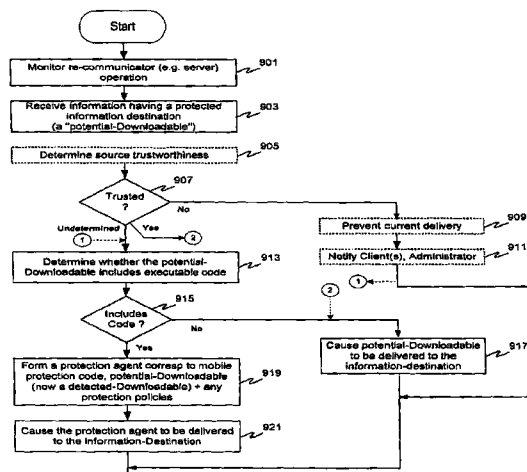 Start
Monitor re-communicator (e.g. server)
operation
901
Receive information having a protected
information destination
(a "potential-Downloadable")
903
Determine source trustworthiness
905
907
Trusted
?
No
Undetermined
Yes
1
2
Prevent current delivery
909
Notify Client(s), Administrator
911
1
Determine whether the potential-
Downloadable includes executable code
913
915
Includes
Code ?
No
2
Yes
Cause potential-Downloadable
to be delivered to the
information-destination
917
Form a protection agent corresp to mobile
protection code, potential-Downloadable
(now a detected-Downloadable) + any
protection policies
919
Cause the protection agent to be delivered
to the Information-Destination
921